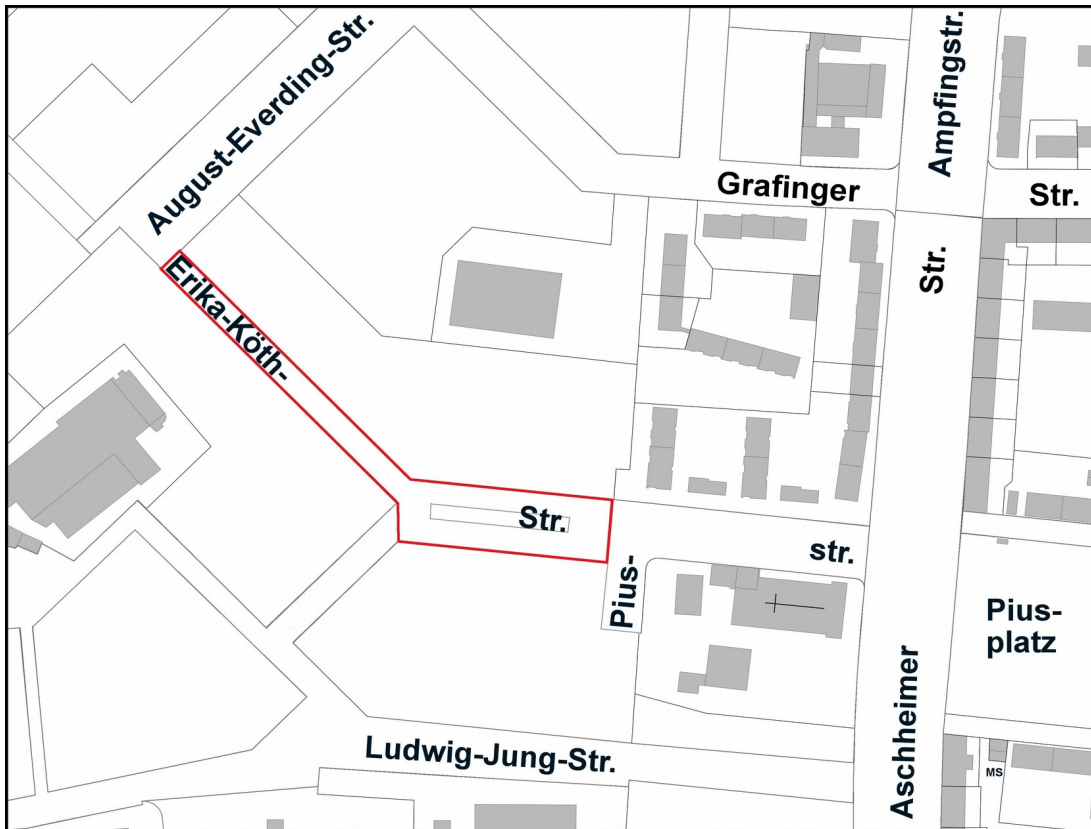 August-Everding-Str.
Ampfingstr.
Grafinger
Str.
Str.
Erika-Köth-
Str.
str.
Pius-
Pius-
platz
Aschheimer
Ludwig-Jung-Str.
MS